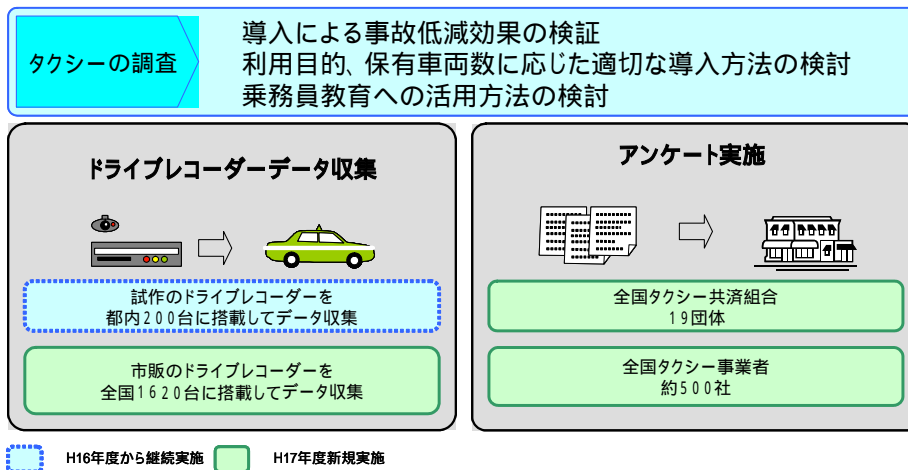 タクシーの調査
導入による事故低減効果の検証
利用目的、保有車両数に応じた適切な導入方法の検討
乗務員教育への活用方法の検討
ドライブレコーダーデータ収集
試作のドライブレコーダーを
都内200台に搭載してデータ収集
市販のドライブレコーダーを
全国1620台に搭載してデータ収集
アンケート実施
全国タクシー共済組合
19団体
全国タクシー事業者
約500社
H16年度から継続実施
H17年度新規実施